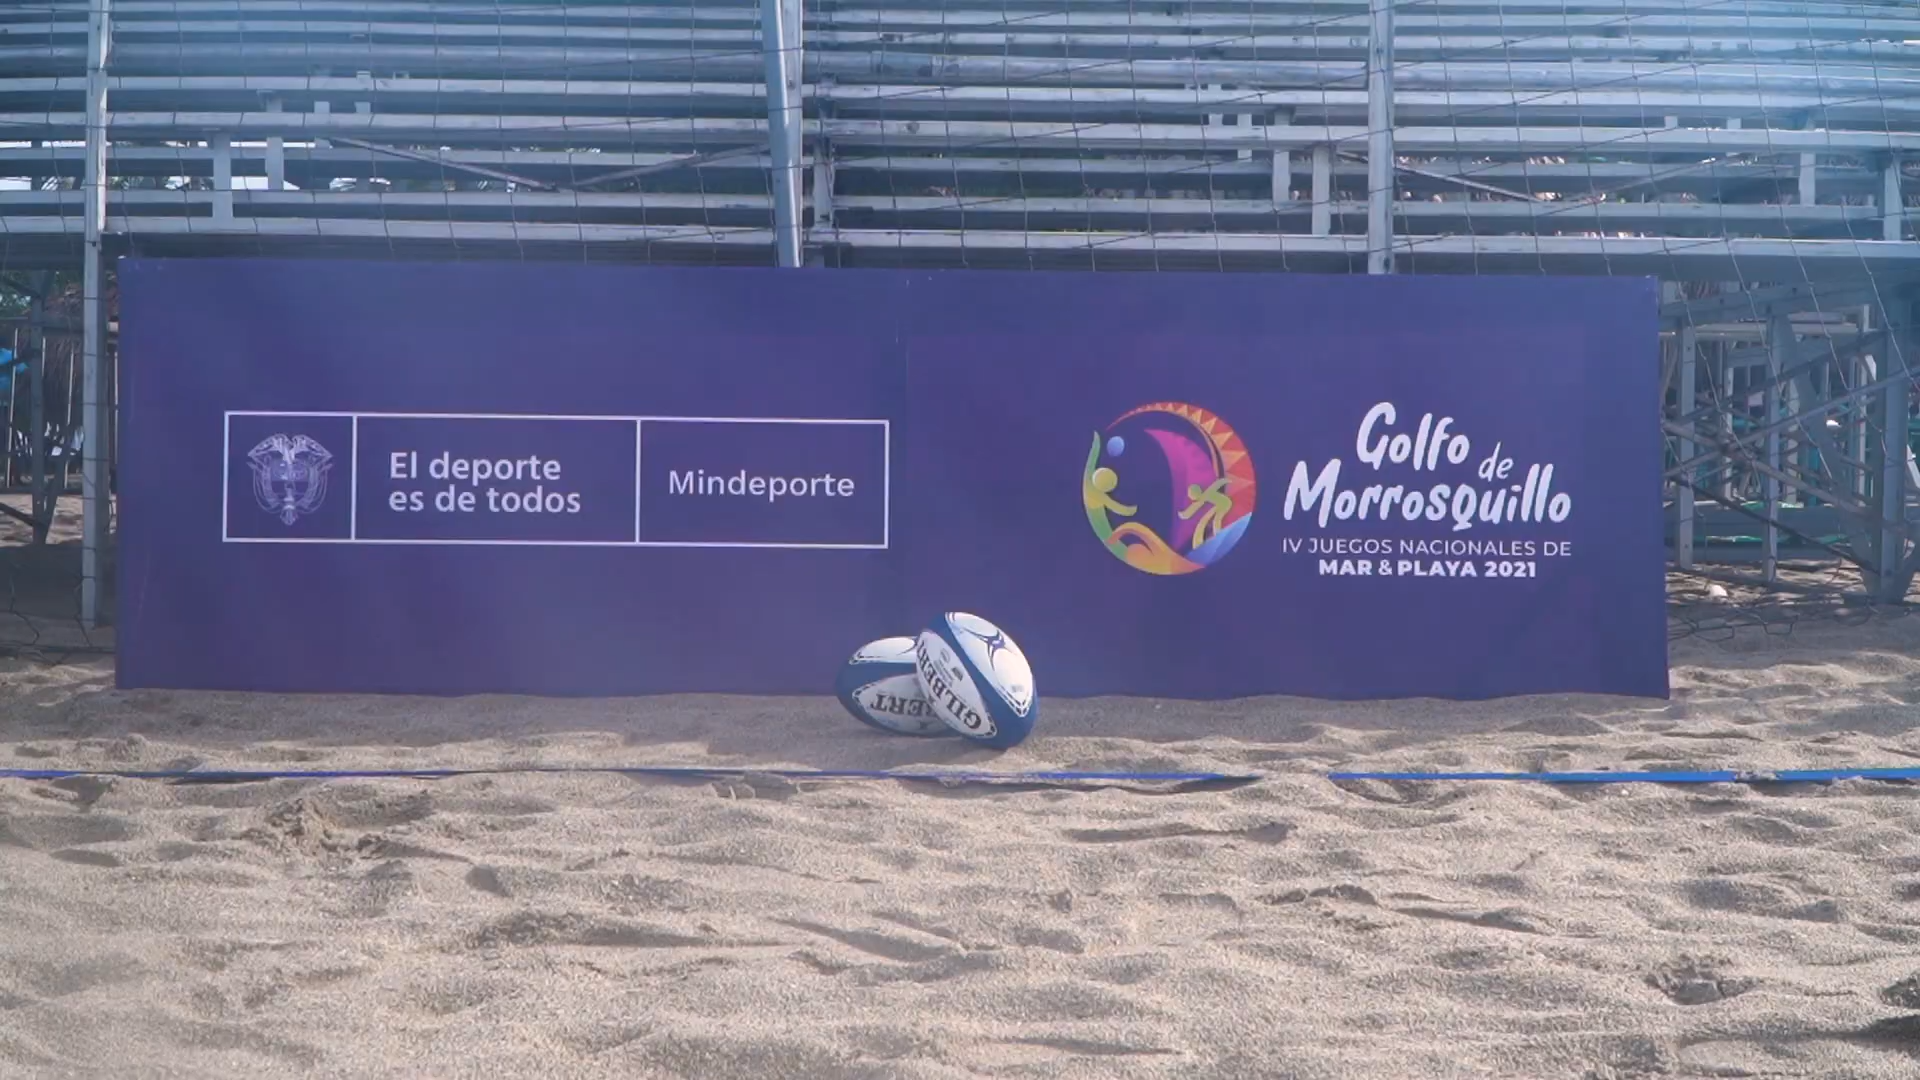 El deporte
es de todos
Mindeporte
Golfo de
Morrosquillo
IV JUEGOS NACIONALES DE
MAR & PLAYA 2021
GILBERT